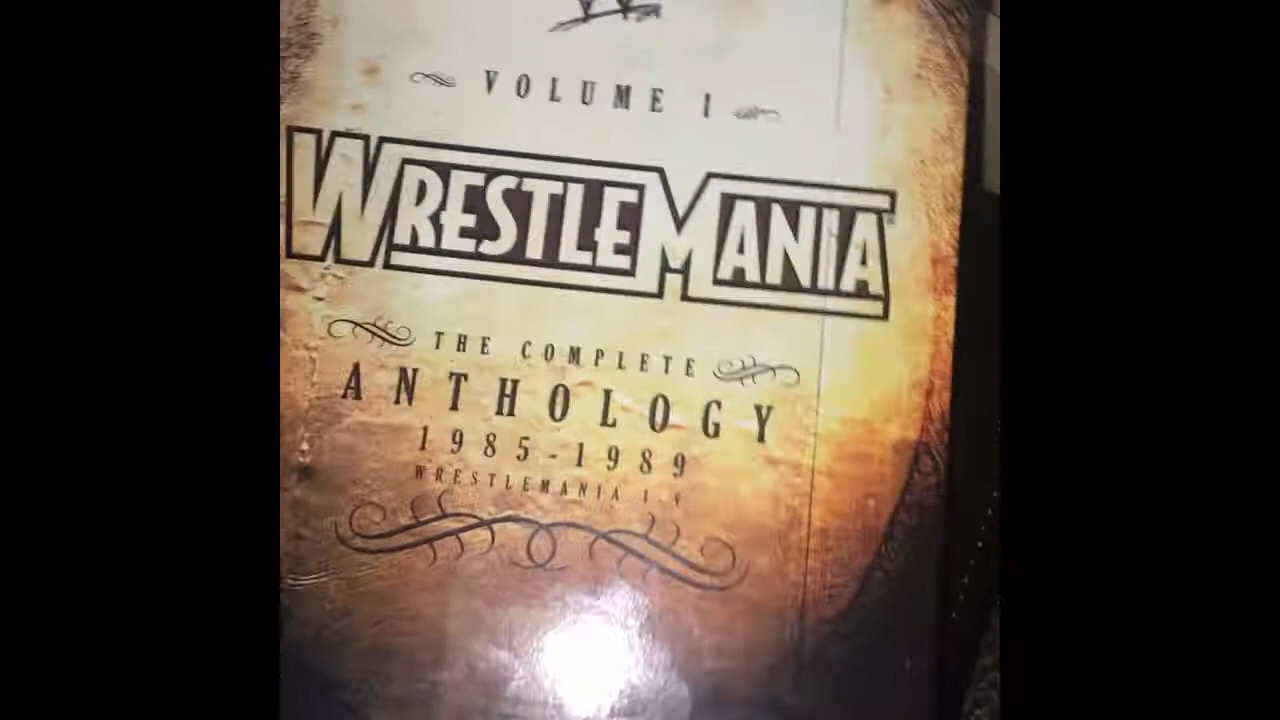 VOLUME I
WRESTLEMANIA
THE COMPLETE
ANTHOLOGY
1985-1989
WRESTLEMANIA I-V